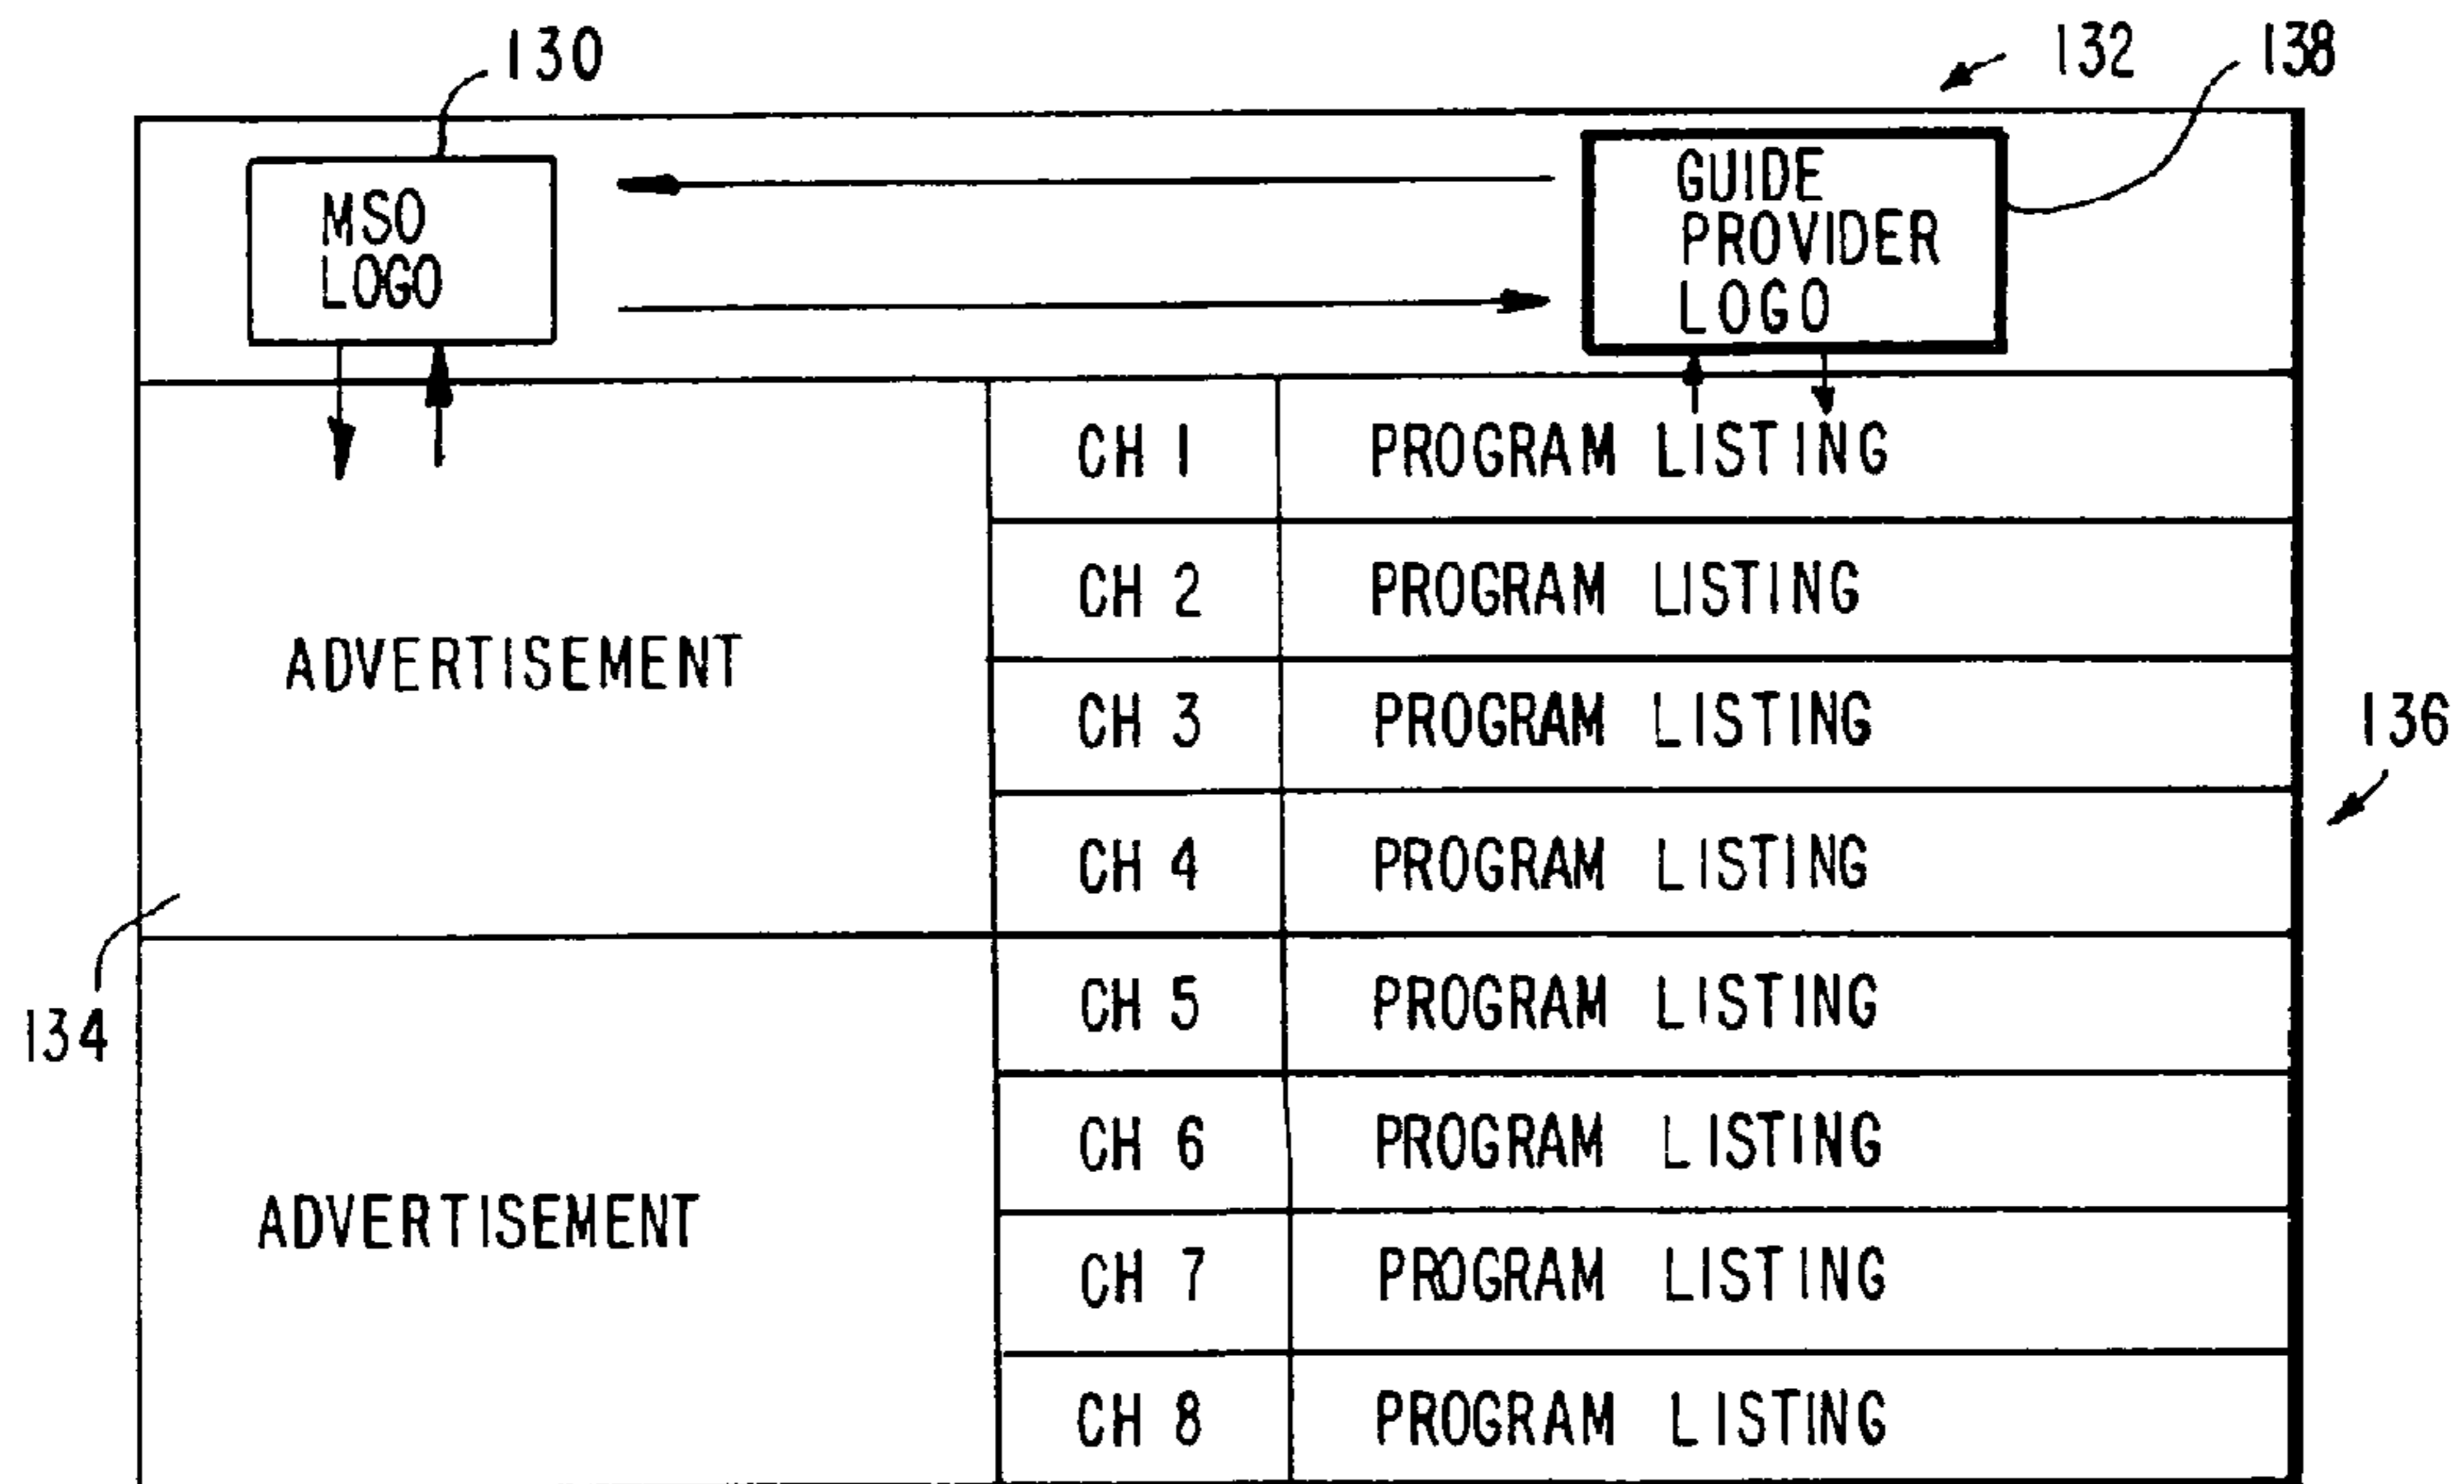 130
132
138
MSO
LOGO
GUIDE
PROVIDER
LOGO
CH 1 PROGRAM LISTING
CH 2 PROGRAM LISTING
ADVERTISEMENT
CH 3 PROGRAM LISTING
136
CH 4 PROGRAM LISTING
134
CH 5 PROGRAM LISTING
CH 6 PROGRAM LISTING
ADVERTISEMENT
CH 7 PROGRAM LISTING
CH 8 PROGRAM LISTING